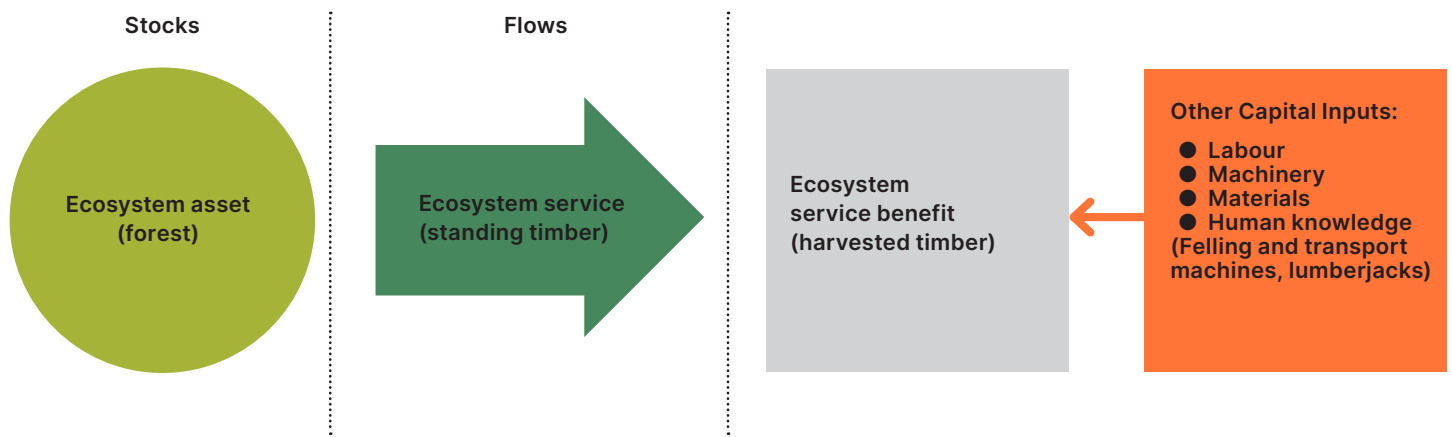 Stocks
Flows
Ecosystem asset
(forest)
Ecosystem service
(standing timber)
Ecosystem
service benefit
(harvested timber)
Other Capital Inputs:
● Labour
● Machinery
● Materials
● Human knowledge
(Felling and transport
machines, lumberjacks)